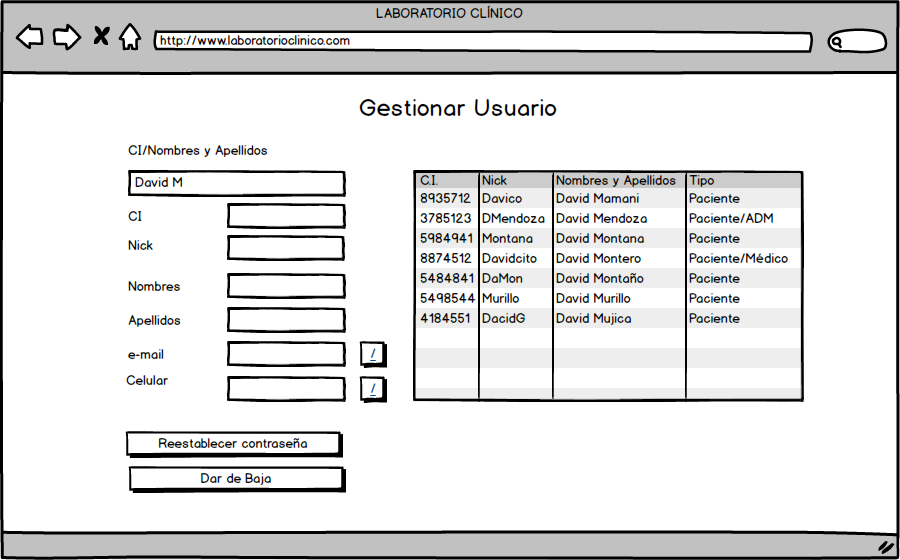 LABORATORIO CLÍNICO
http://www.laboratorioclinico.com
Gestionar Usuario
CI/Nombres y Apellidos
David M
CI
Nick
Nombres
Apellidos
e-mail
/
Celular
/
Reestablecer contraseña
Dar de Baja
C.I. Nick Nombres y Apellidos Tipo
8935712 Davico David Mamani Paciente
3785123 DMendoza David Mendoza Paciente/ADM
5984941 Montana David Montana Paciente
8874512 Davidcito David Montero Paciente/Médico
5484841 DaMon David Montaño Paciente
5498544 Murillo David Murillo Paciente
4184551 DacidG David Mujica Paciente